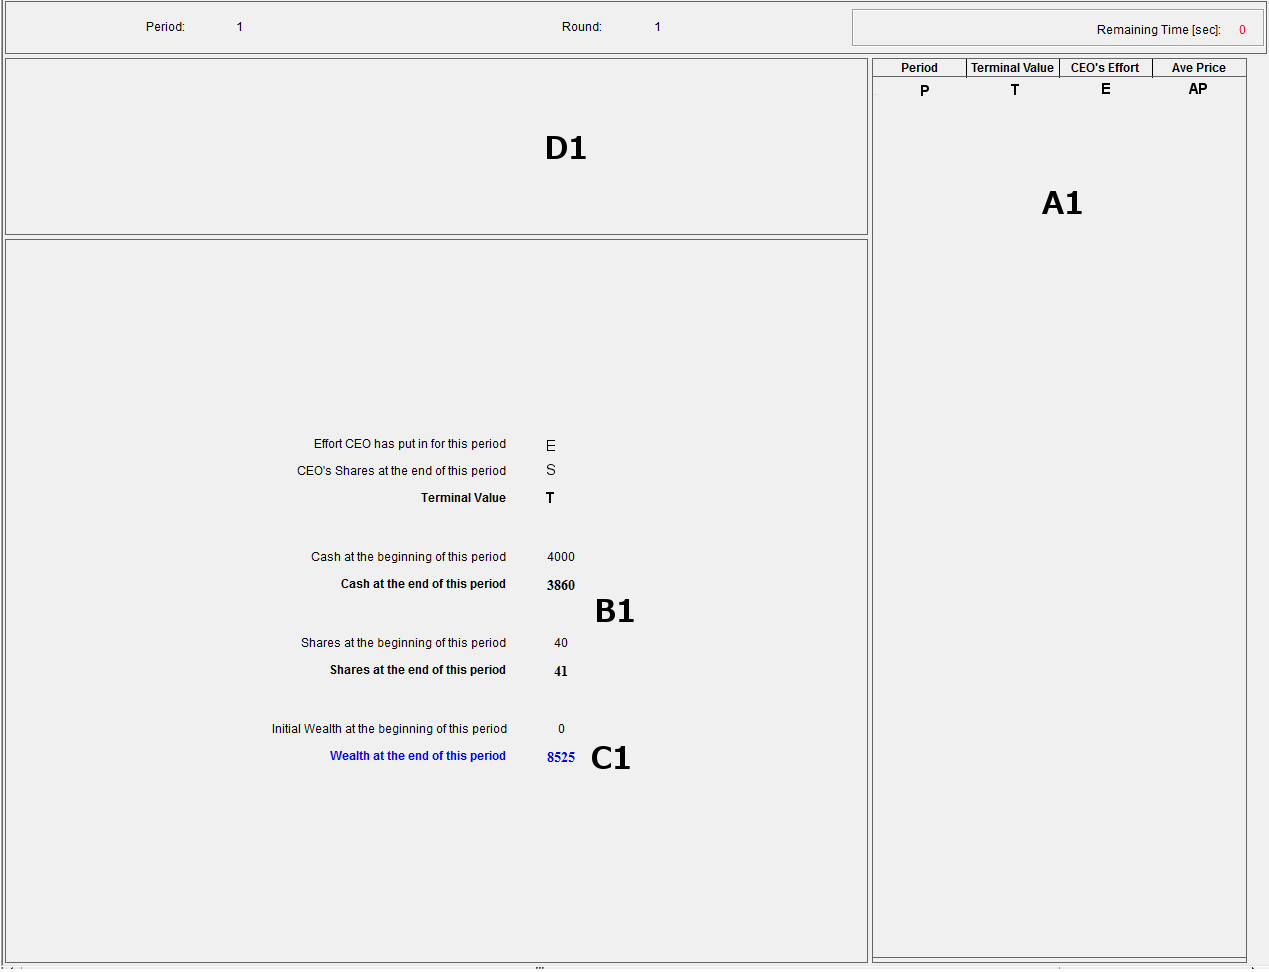 Period: 1 Round: 1 Remaining Time [sec]: 0
Period Terminal Value CEO's Effort Ave Price
P T E AP
D1
A1
Effort CEO has put in for this period E
CEO's Shares at the end of this period S
Terminal Value T
Cash at the beginning of this period 4000
Cash at the end of this period 3860
B1
Shares at the beginning of this period 40
Shares at the end of this period 41
Initial Wealth at the beginning of this period 0
Wealth at the end of this period 8525 C1